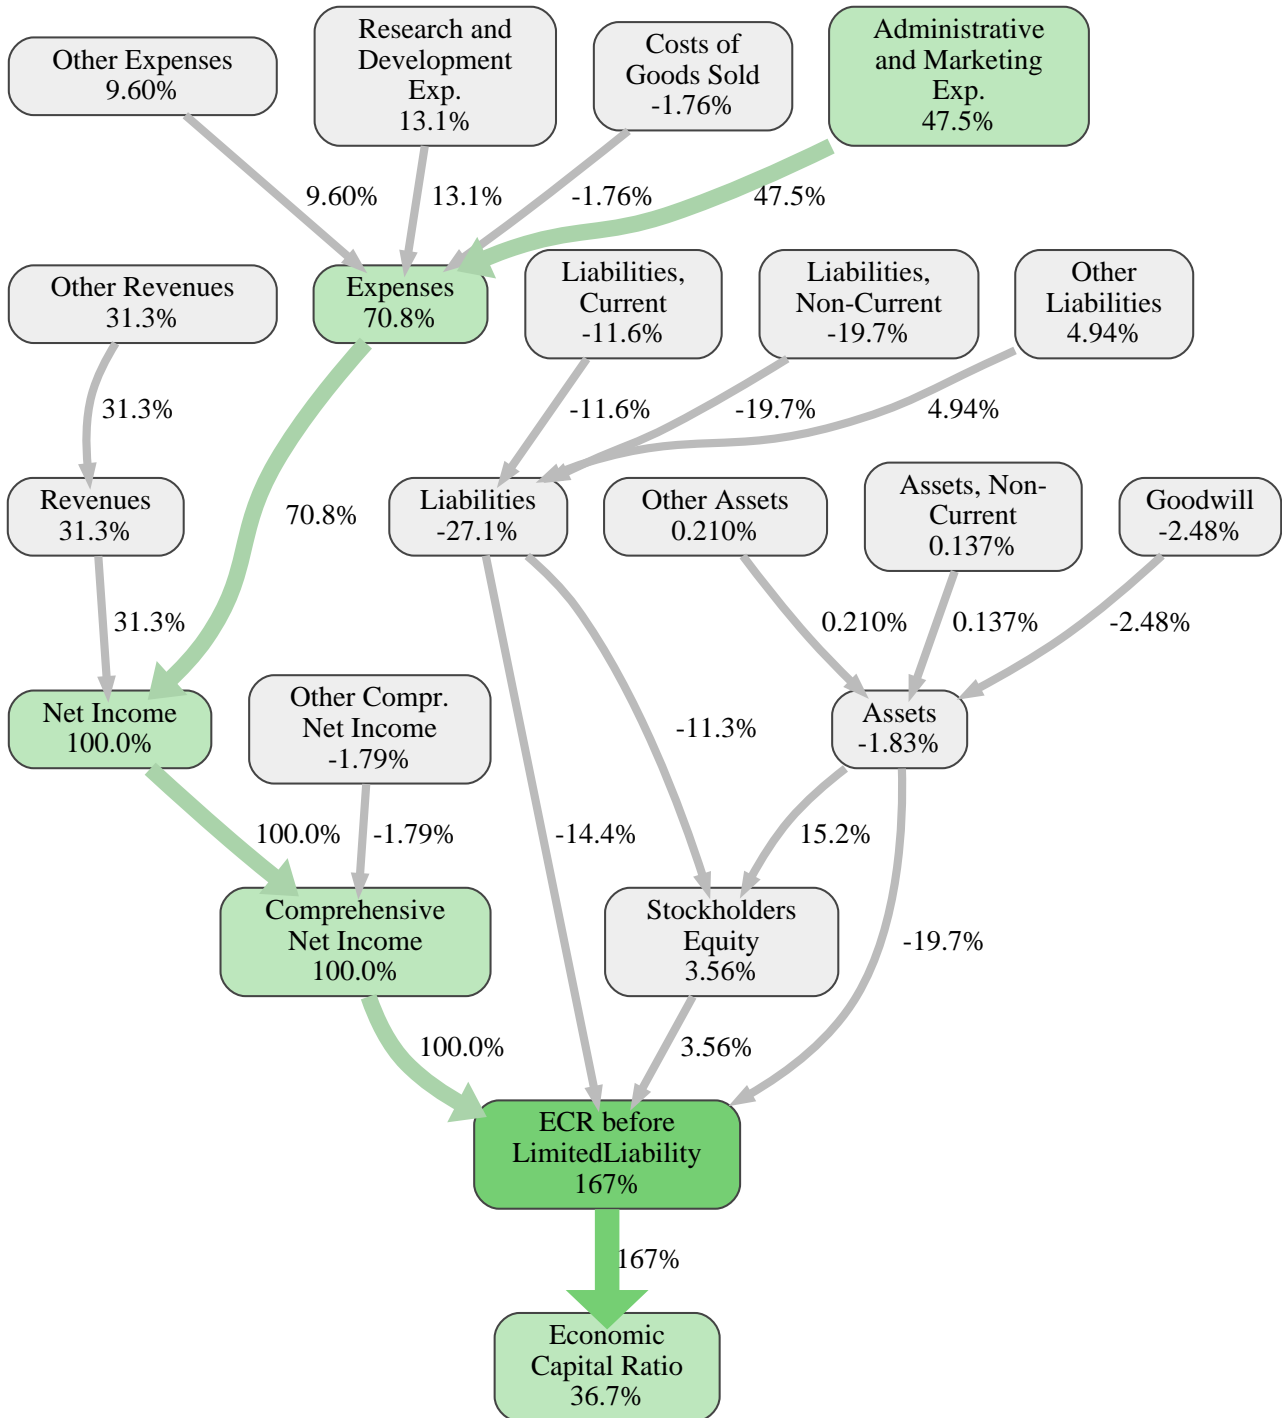 Other Expenses
9.60%
Research and
Development
Exp.
13.1%
Costs of
Goods Sold
-1.76%
Administrative
and Marketing
Exp.
47.5%
9.60%
13.1%
-1.76%
47.5%
Other Revenues
31.3%
Expenses
70.8%
Liabilities,
Current
-11.6%
Liabilities,
Non-Current
-19.7%
Other
Liabilities
4.94%
31.3%
-11.6%
-19.7%
4.94%
Revenues
31.3%
70.8%
Liabilities
-27.1%
Other Assets
0.210%
Assets, Non-
Current
0.137%
Goodwill
-2.48%
31.3%
0.210%
0.137%
-2.48%
Net Income
100.0%
Other Compr.
Net Income
-1.79%
-11.3%
Assets
-1.83%
100.0%
-1.79%
-14.4%
15.2%
Comprehensive
Net Income
100.0%
Stockholders
Equity
3.56%
-19.7%
100.0%
3.56%
ECR before
LimitedLiability
167%
167%
Economic
Capital Ratio
36.7%